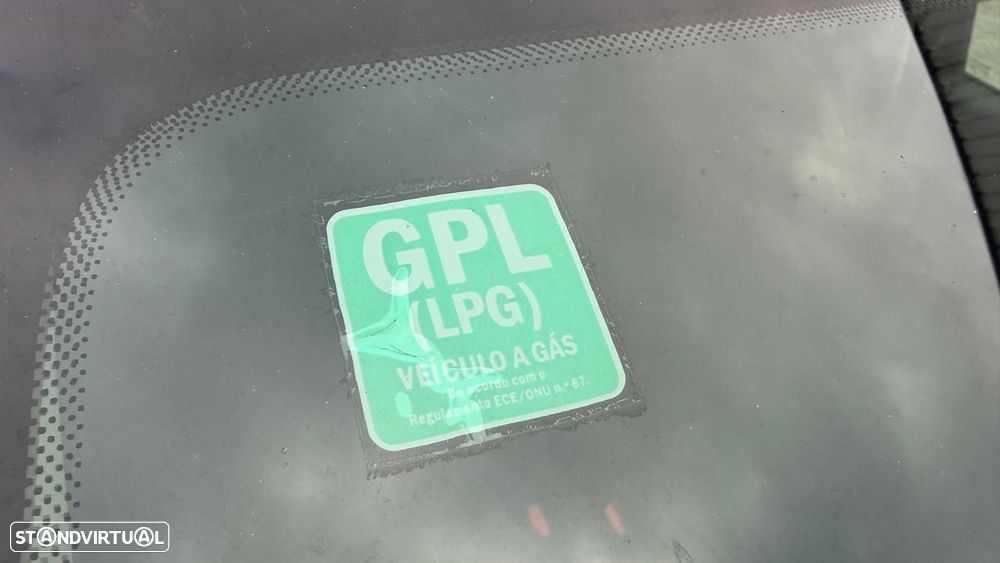 GPL
(LPG)
VEÍCULO A GÁS
De acordo com o
Regulamento ECE/ONU n.º 67.
STANDVIRTUAL